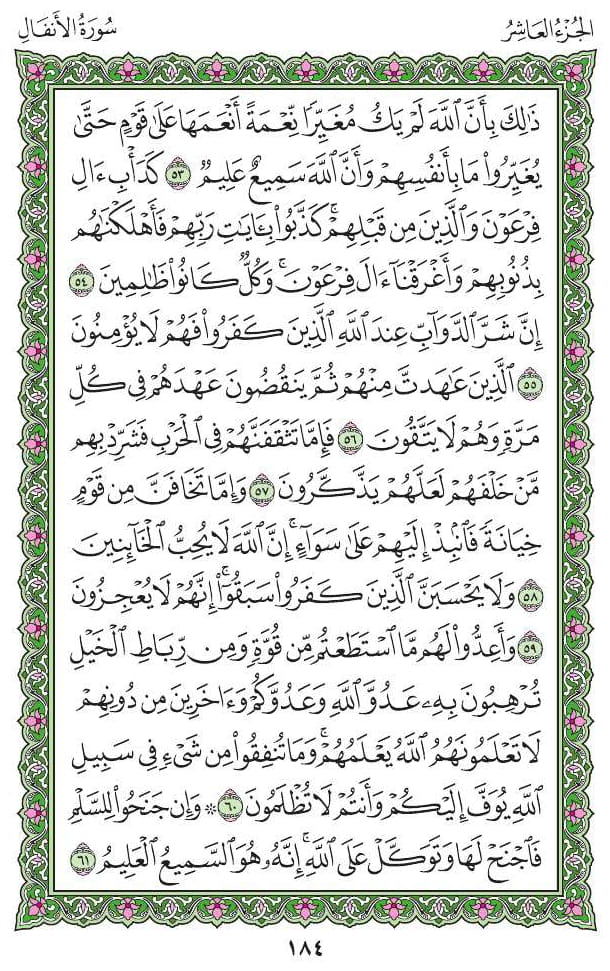 الجُزْءُ العَاشِرُ
سُورَةُ الأَنفَالِ
ذَٰلِكَ بِأَنَّ ٱللَّهَ لَمْ يَكُ مُغَيِّرٗا نِّعۡمَةً أَنۡعَمَهَا عَلَىٰ قَوۡمٍ حَتَّىٰ
يُغَيِّرُواْ مَا بِأَنفُسِهِمۡ وَأَنَّ ٱللَّهَ سَمِيعٌ عَلِيمٞ ٥٣ كَدَأۡبِ ءَالِ
فِرۡعَوۡنَ وَٱلَّذِينَ مِن قَبۡلِهِمۡۚ كَذَّبُواْ بِـَٔايَٰتِ رَبِّهِمۡ فَأَهۡلَكۡنَٰهُم
بِذُنُوبِهِمۡ وَأَغۡرَقۡنَآ ءَالَ فِرۡعَوۡنَۚ وَكُلّٞ كَانُواْ ظَٰلِمِينَ ٥٤
إِنَّ شَرَّ ٱلدَّوَآبِّ عِندَ ٱللَّهِ ٱلَّذِينَ كَفَرُواْ فَهُمۡ لَا يُؤۡمِنُونَ
٥٥ ٱلَّذِينَ عَٰهَدتَّ مِنۡهُمۡ ثُمَّ يَنقُضُونَ عَهۡدَهُمۡ فِي كُلِّ
مَرَّةٖ وَهُمۡ لَا يَتَّقُونَ ٥٦ فَإِمَّا تَثۡقَفَنَّهُمۡ فِي ٱلۡحَرۡبِ فَشَرِّدۡ بِهِم
مَّنۡ خَلۡفَهُمۡ لَعَلَّهُمۡ يَذَّكَّرُونَ ٥٧ وَإِمَّا تَخَافَنَّ مِن قَوۡمٍ
خِيَانَةٗ فَٱنۢبِذۡ إِلَيۡهِمۡ عَلَىٰ سَوَآءٍۚ إِنَّ ٱللَّهَ لَا يُحِبُّ ٱلۡخَآئِنِينَ
٥٨ وَلَا يَحۡسَبَنَّ ٱلَّذِينَ كَفَرُواْ سَبَقُوٓاْۚ إِنَّهُمۡ لَا يُعۡجِزُونَ
٥٩ وَأَعِدُّواْ لَهُم مَّا ٱسۡتَطَعۡتُم مِّن قُوَّةٖ وَمِن رِّبَاطِ ٱلۡخَيۡلِ
تُرۡهِبُونَ بِهِۦ عَدُوَّ ٱللَّهِ وَعَدُوَّكُمۡ وَءَاخَرِينَ مِن دُونِهِمۡ
لَا تَعۡلَمُونَهُمُ ٱللَّهُ يَعۡلَمُهُمۡۚ وَمَا تُنفِقُواْ مِن شَيۡءٖ فِي سَبِيلِ
ٱللَّهِ يُوَفَّ إِلَيۡكُمۡ وَأَنتُمۡ لَا تُظۡلَمُونَ ٦٠ ۞ وَإِن جَنَحُواْ لِلسَّلۡمِ
فَٱجۡنَحۡ لَهَا وَتَوَكَّلۡ عَلَى ٱللَّهِۚ إِنَّهُۥ هُوَ ٱلسَّمِيعُ ٱلۡعَلِيمُ ٦١
١٨٤